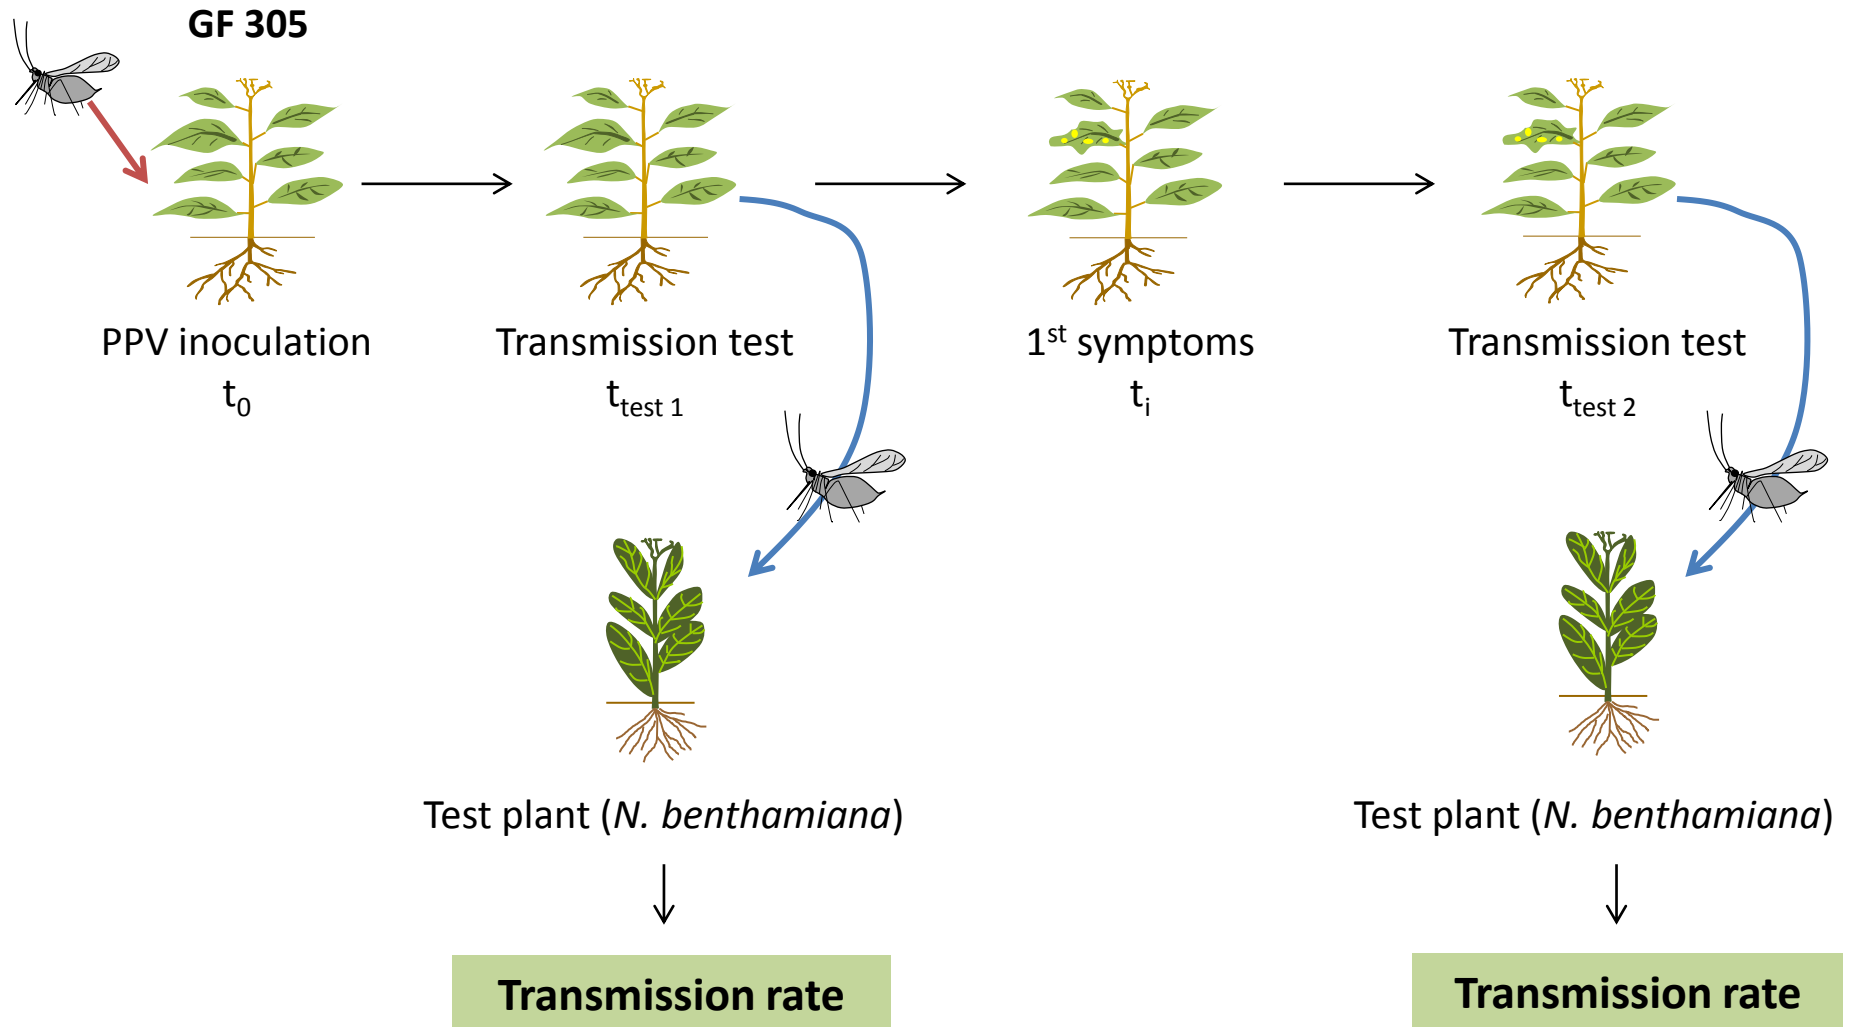 GF 305
PPV inoculation
t0
Transmission test
ttest 1
1st symptoms
ti
Transmission test
ttest 2
Test plant (N. benthamiana)
Test plant (N. benthamiana)
Transmission rate
Transmission rate